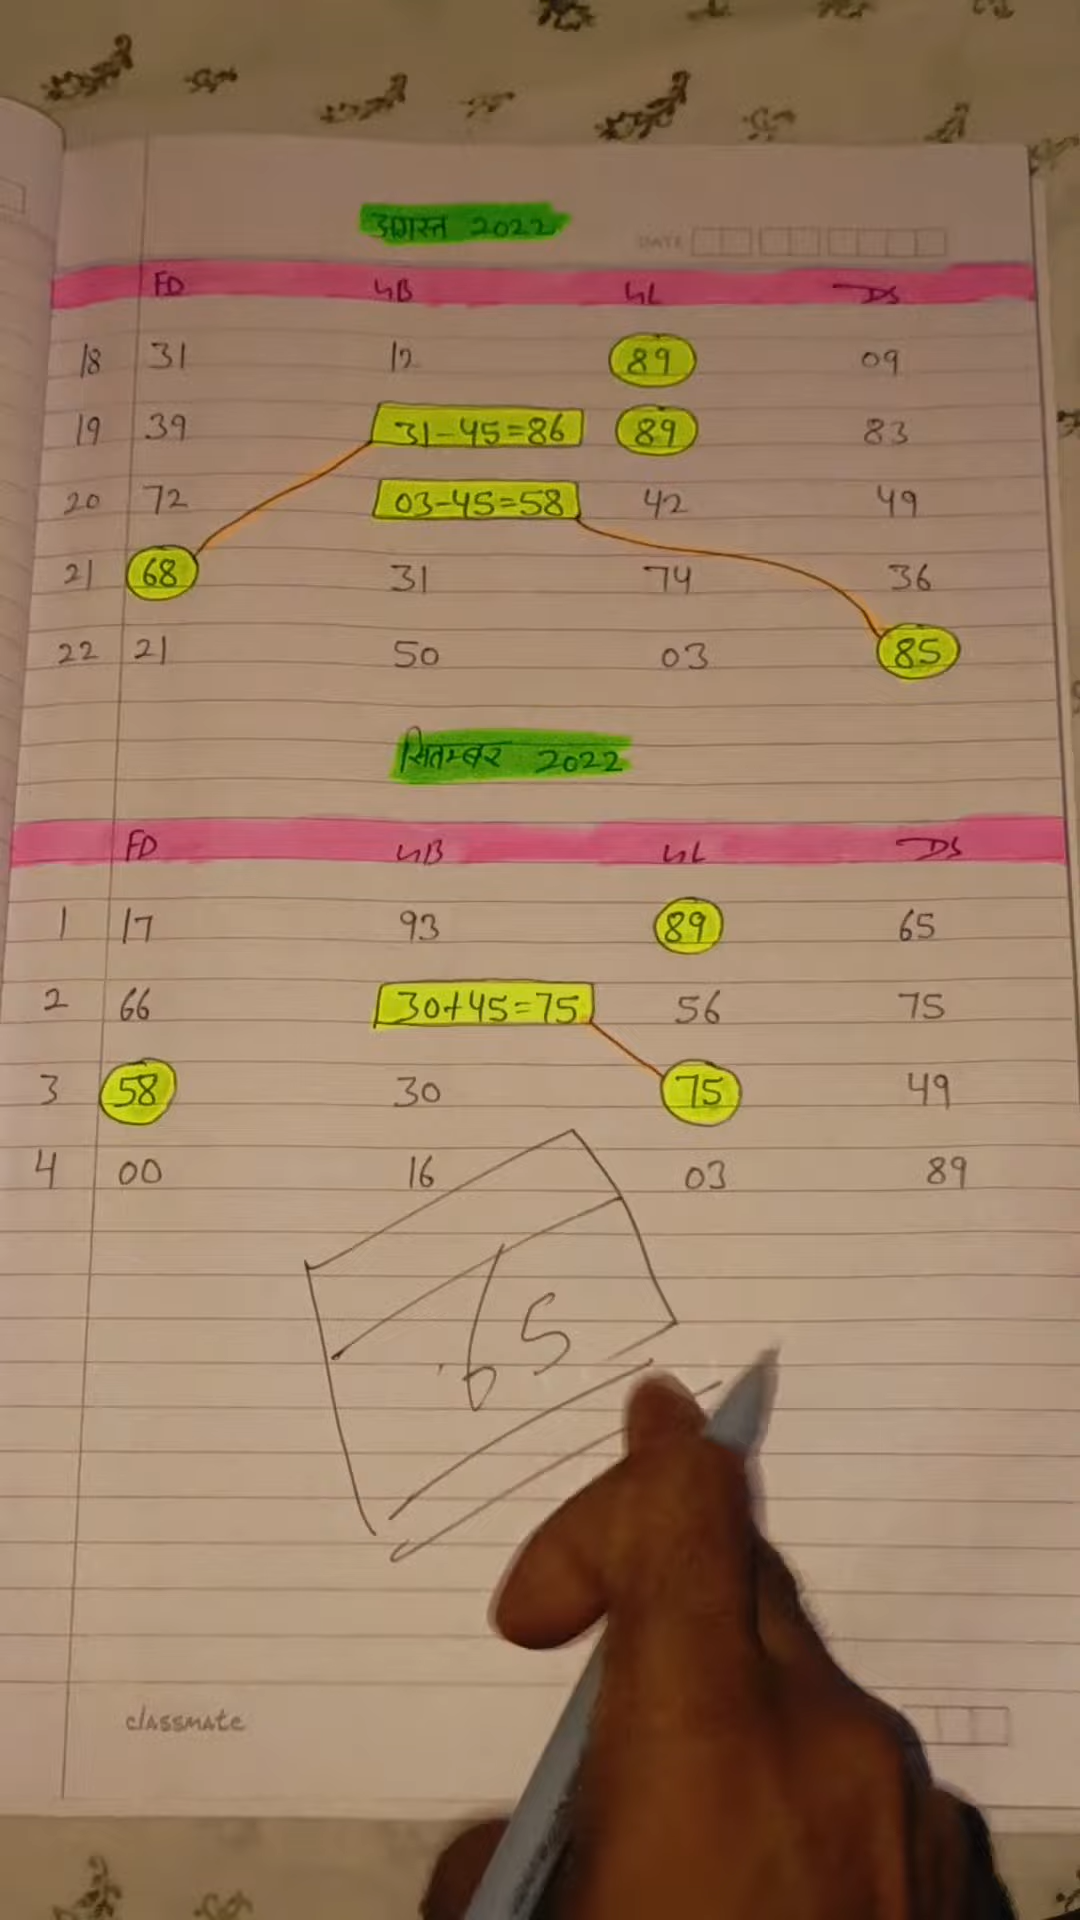 अगस्त 2022
DATE
FD GB GL DS
18 31 12 89 09
19 39 31-45=86 89 83
20 72 03-45=58 42 49
21 68 31 74 36
22 21 50 03 85
सितम्बर 2022
FD GB GL DS
1 17 93 89 65
2 66 30+45=75 56 75
3 58 30 75 49
4 00 16 03 89
65
classmate